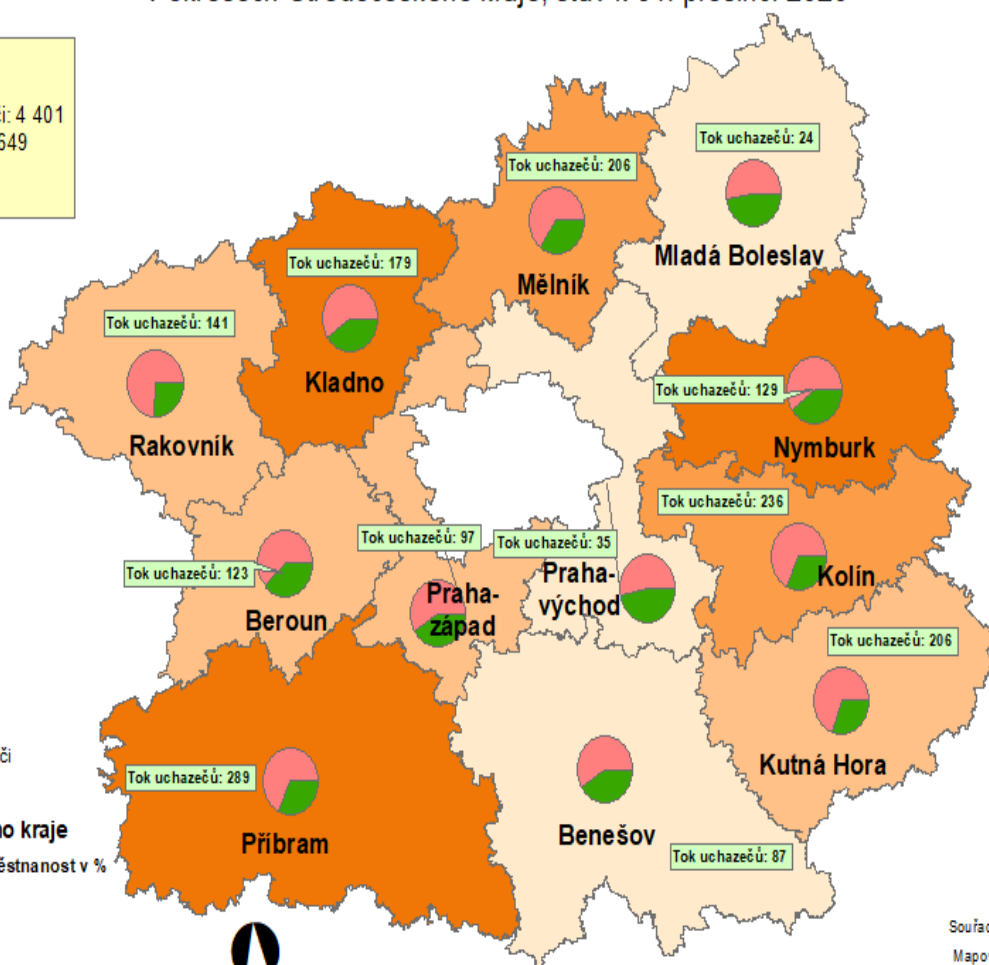 či: 4 401
649
Tok uchazečů: 24
Tok uchazečů: 206
Mladá Boleslav
Tok uchazečů: 179
Mělník
Tok uchazečů: 141
Kladno
Tok uchazečů: 129
Rakovník
Nymburk
Tok uchazečů: 236
Tok uchazečů: 97
Tok uchazečů: 35
Tok uchazečů: 123
Praha-
východ
Kolín
Praha-
západ
Beroun
Tok uchazečů: 206
či
Kutná Hora
Tok uchazečů: 289
ho kraje
Benešov
Příbram
Tok uchazečů: 87
ěstnanost v %
Souřad
Mapov